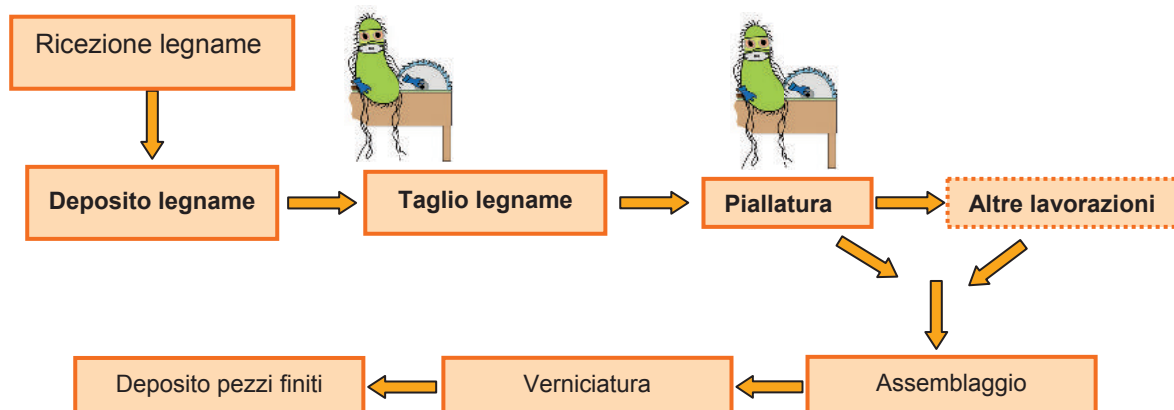 Ricezione legname
Deposito legname
Taglio legname
Piallatura
Altre lavorazioni
Assemblaggio
Verniciatura
Deposito pezzi finiti